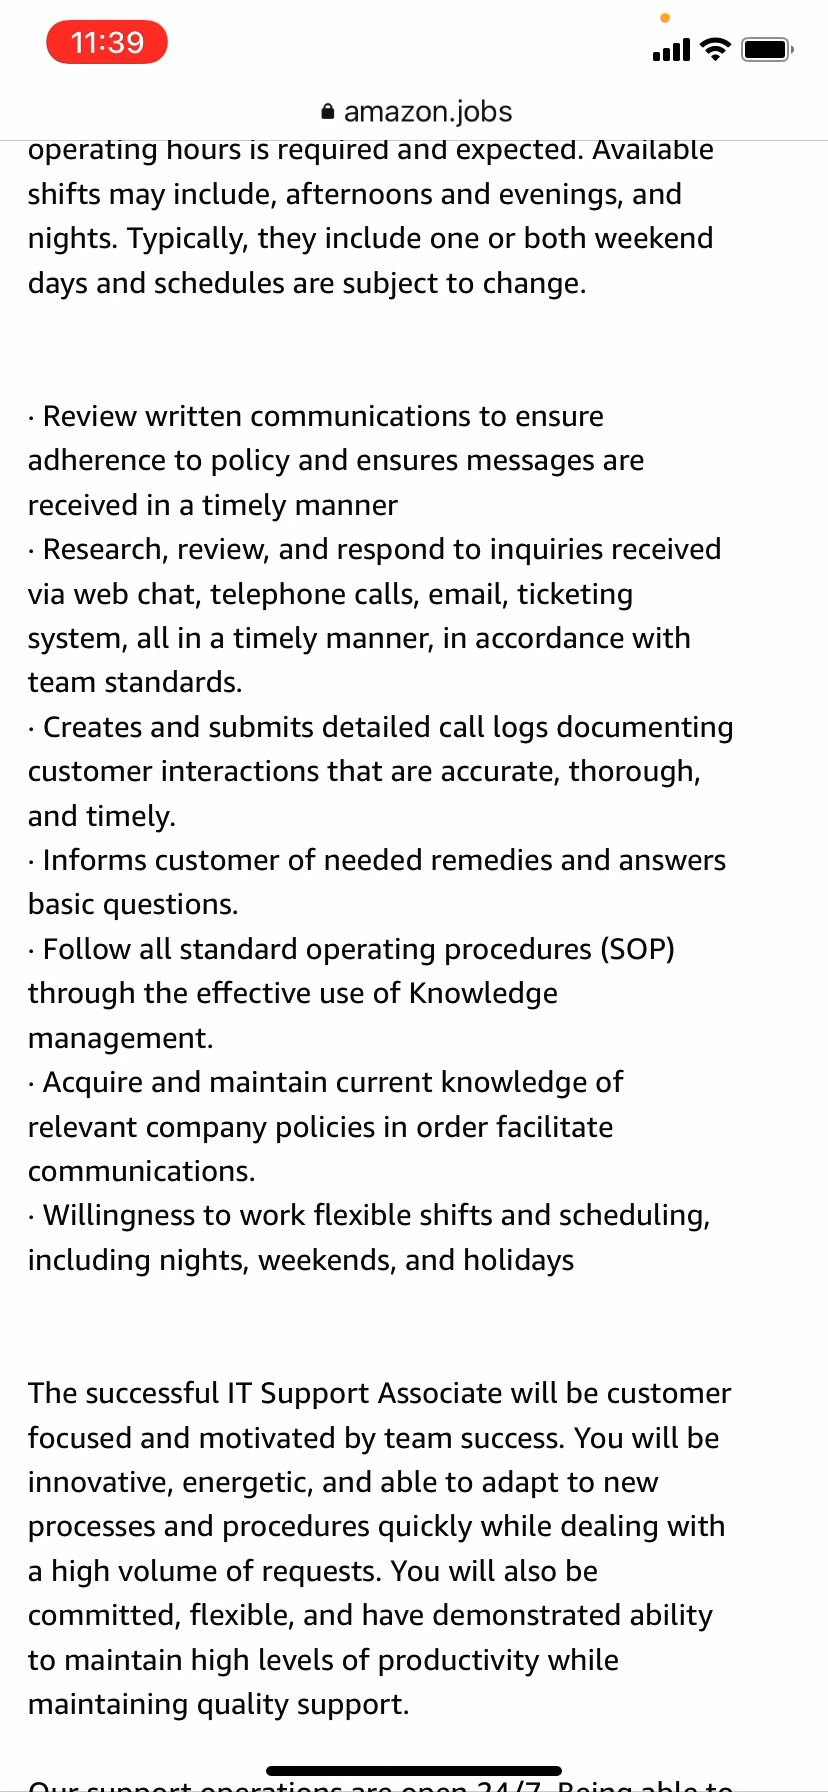 11:39
amazon.jobs
operating hours is required and expected. Available
shifts may include, afternoons and evenings, and
nights. Typically, they include one or both weekend
days and schedules are subject to change.
· Review written communications to ensure
adherence to policy and ensures messages are
received in a timely manner
· Research, review, and respond to inquiries received
via web chat, telephone calls, email, ticketing
system, all in a timely manner, in accordance with
team standards.
· Creates and submits detailed call logs documenting
customer interactions that are accurate, thorough,
and timely.
· Informs customer of needed remedies and answers
basic questions.
· Follow all standard operating procedures (SOP)
through the effective use of Knowledge
management.
· Acquire and maintain current knowledge of
relevant company policies in order facilitate
communications.
· Willingness to work flexible shifts and scheduling,
including nights, weekends, and holidays
The successful IT Support Associate will be customer
focused and motivated by team success. You will be
innovative, energetic, and able to adapt to new
processes and procedures quickly while dealing with
a high volume of requests. You will also be
committed, flexible, and have demonstrated ability
to maintain high levels of productivity while
maintaining quality support.
Our support operations are open 24/7. Being able to